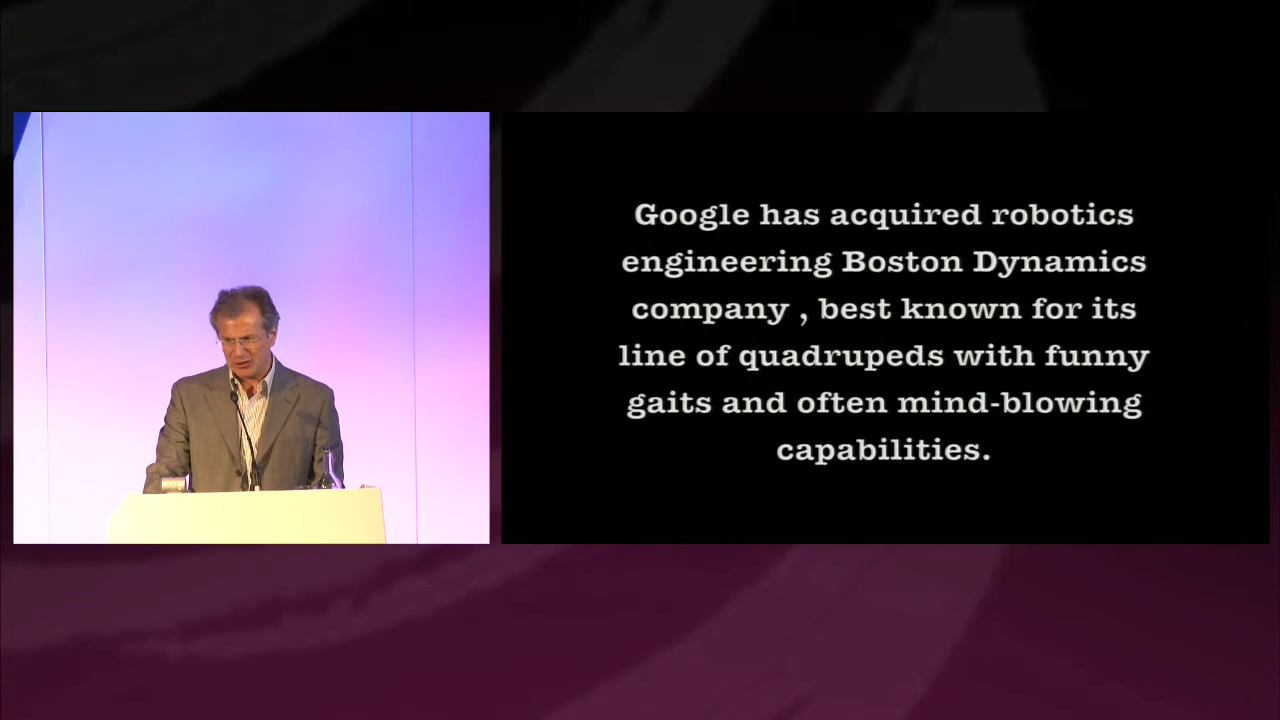 Google has acquired robotics
engineering Boston Dynamics
company , best known for its
line of quadrupeds with funny
gaits and often mind-blowing
capabilities.